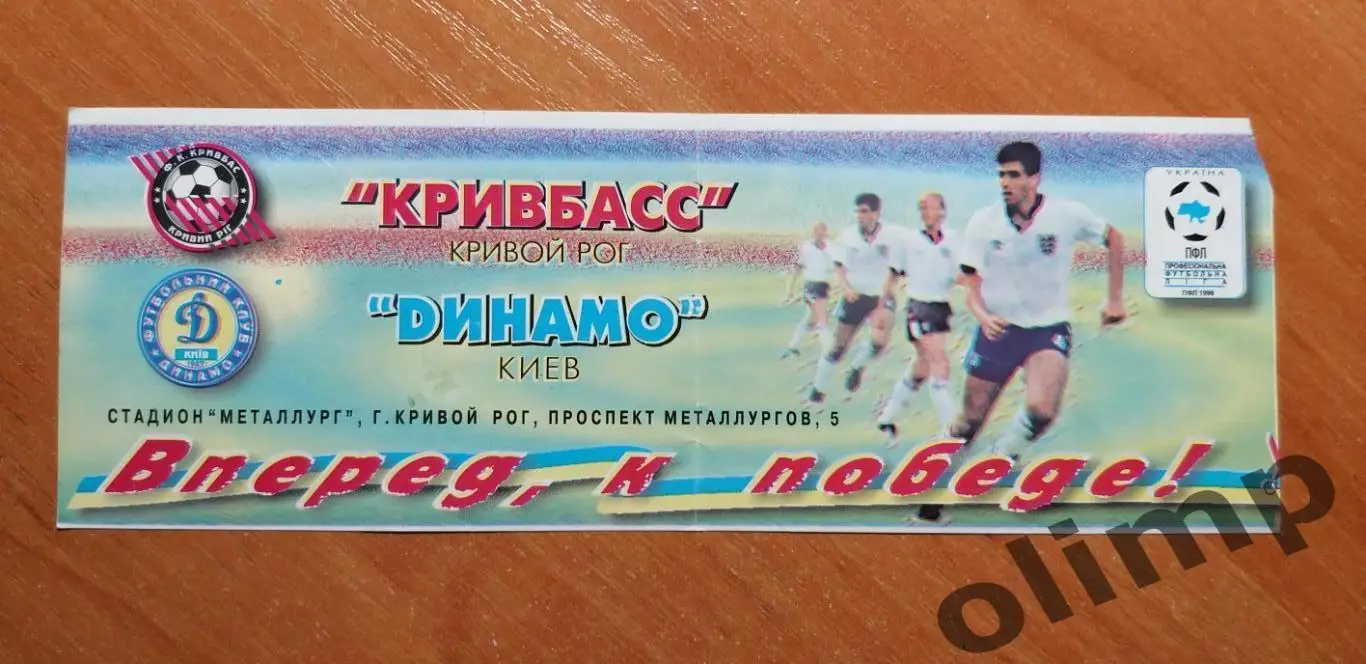 Ф.К. КРИВБАС
КРИВИЙ РІГ
"КРИВБАСС"
КРИВОЙ РОГ
ФУТБОЛЬНИЙ КЛУБ
Д
КИЇВ
ДИНАМО
"DИНАМО"
КИЕВ
УКРАЇНА
ПФЛ
ПРОФЕСІОНАЛЬНА
ФУТБОЛЬНА
ЛІГА
ПФЛ 1996
СТАДИОН "МЕТАЛЛУРГ", Г. КРИВОЙ РОГ, ПРОСПЕКТ МЕТАЛЛУРГОВ, 5
Вперед, к победе!
olimp